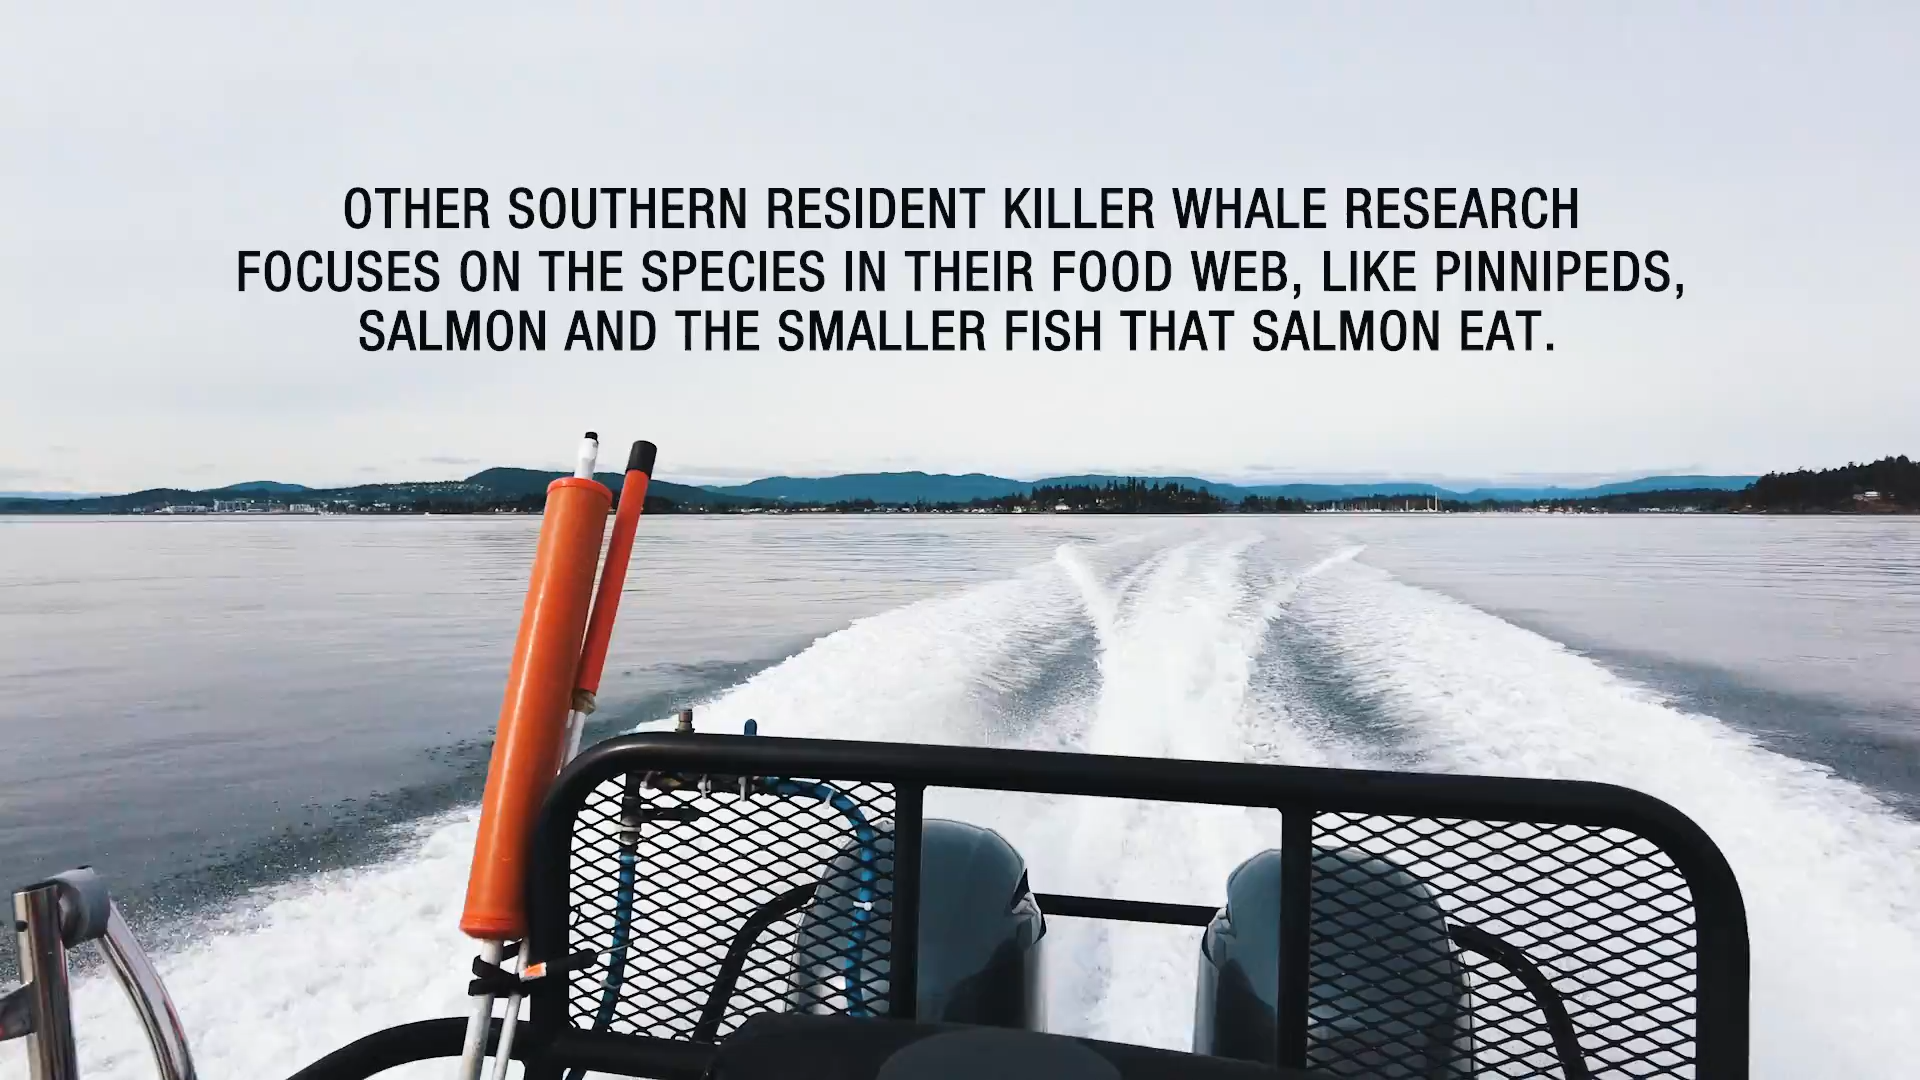 OTHER SOUTHERN RESIDENT KILLER WHALE RESEARCH
FOCUSES ON THE SPECIES IN THEIR FOOD WEB, LIKE PINNIPEDS,
SALMON AND THE SMALLER FISH THAT SALMON EAT.